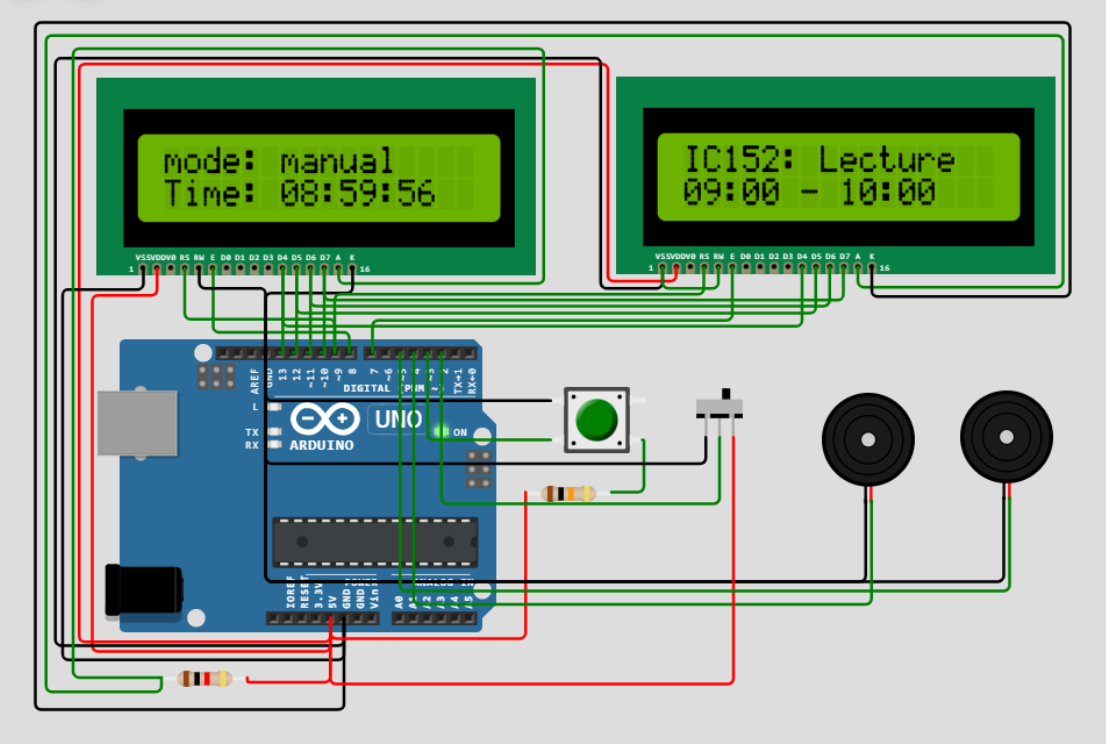 mode: manual
Time: 08:59:56
IC152: Lecture
09:00 - 10:00
VSS VDD V0 RS RW E D0 D1 D2 D3 D4 D5 D6 D7 A K
1 16
VSS VDD V0 RS RW E D0 D1 D2 D3 D4 D5 D6 D7 A K
1 16
AREF GND 13 12 ~11 ~10 ~9 8 7 ~6 ~5 4 ~3 2 TX→1 RX←0
DIGITAL (PWM
L
UNO
TX
ON
RX
ARDUINO
IOREF RESET 3.3V 5V GND GND Vin A0 A1 A2 A3 A4 A5
POWER ANALOG IN